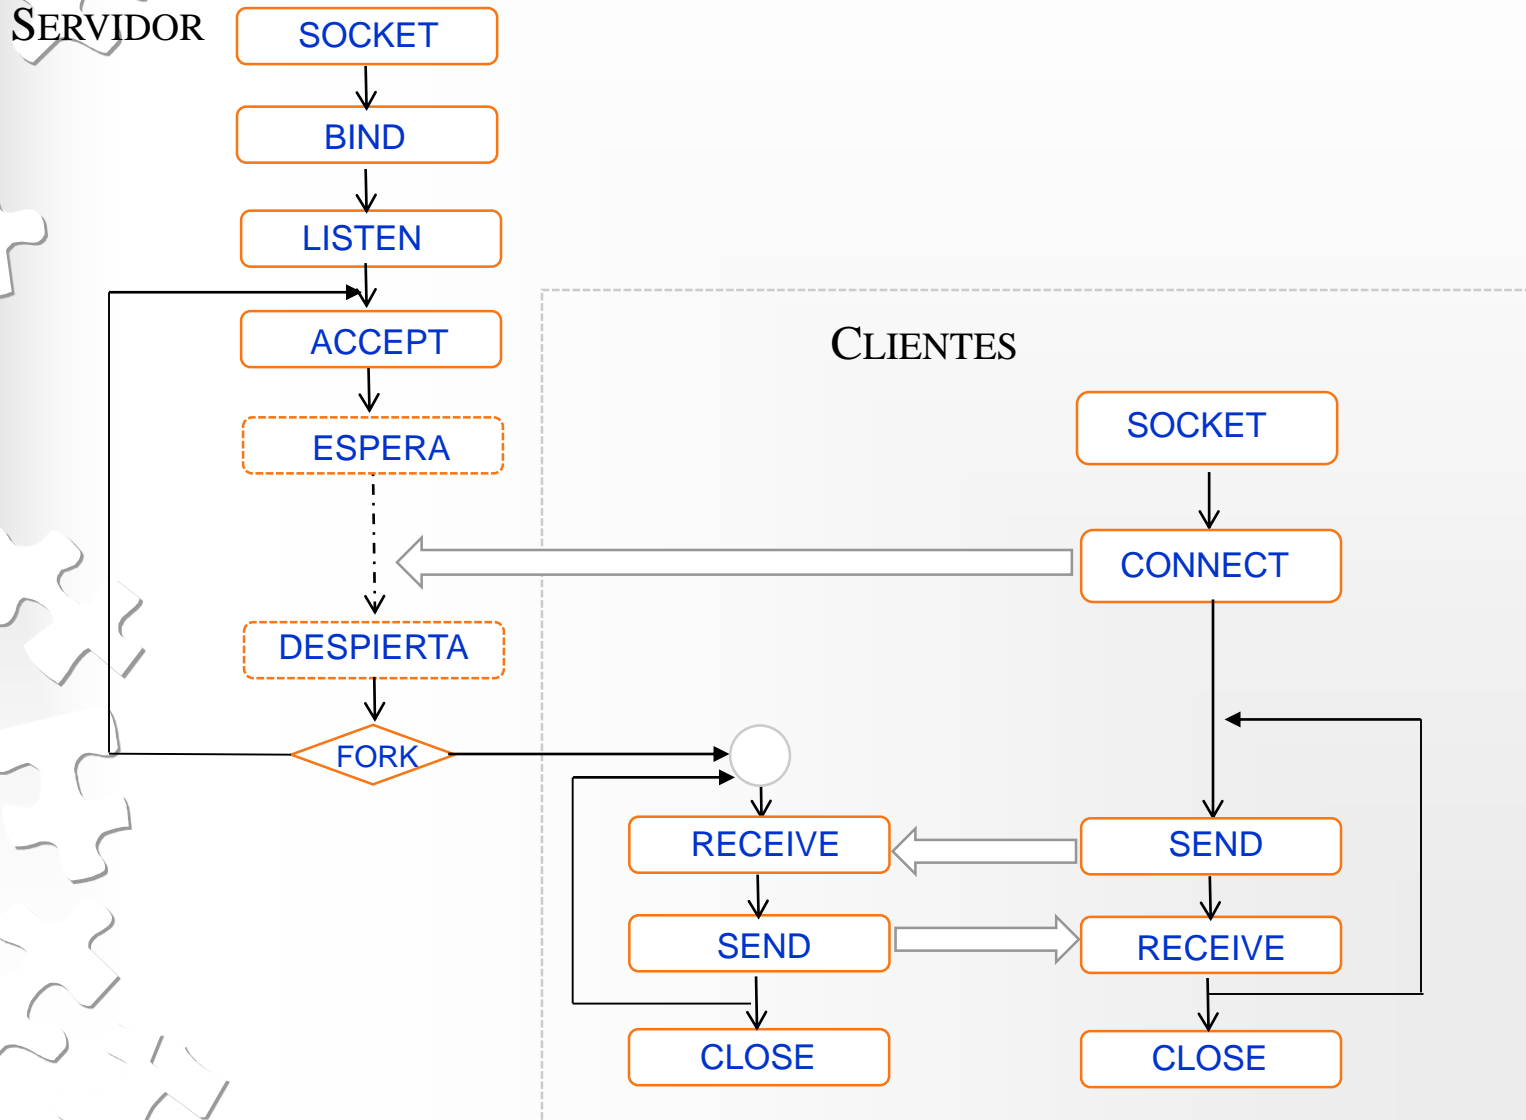 SERVIDOR
SOCKET
BIND
LISTEN
ACCEPT
ESPERA
DESPIERTA
FORK
CLIENTES
SOCKET
CONNECT
RECEIVE
SEND
SEND
RECEIVE
CLOSE
CLOSE